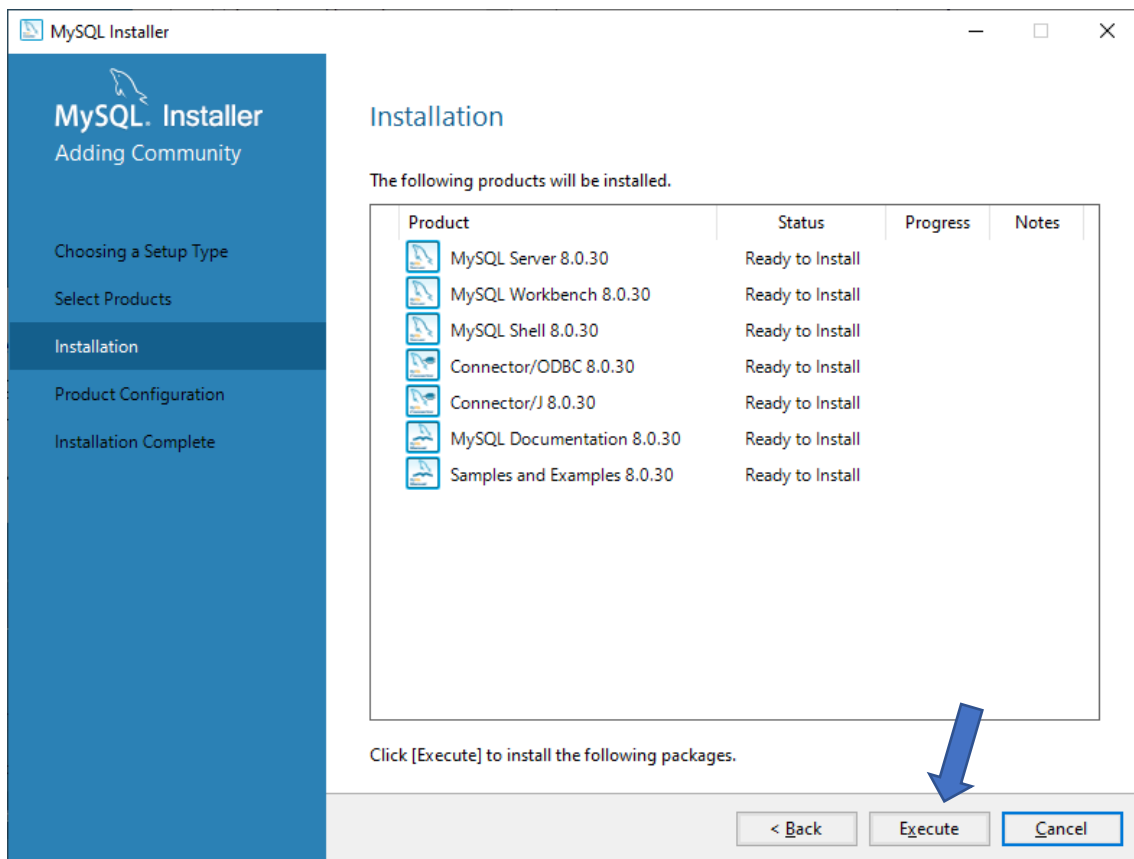 MySQL Installer
MySQL. Installer
Adding Community
Choosing a Setup Type
Select Products
Installation
Product Configuration
Installation Complete
Installation
The following products will be installed.
Product Status Progress Notes
MySQL Server 8.0.30 Ready to Install
MySQL Workbench 8.0.30 Ready to Install
MySQL Shell 8.0.30 Ready to Install
Connector/ODBC 8.0.30 Ready to Install
Connector/J 8.0.30 Ready to Install
MySQL Documentation 8.0.30 Ready to Install
Samples and Examples 8.0.30 Ready to Install
Click [Execute] to install the following packages.
< Back Execute Cancel